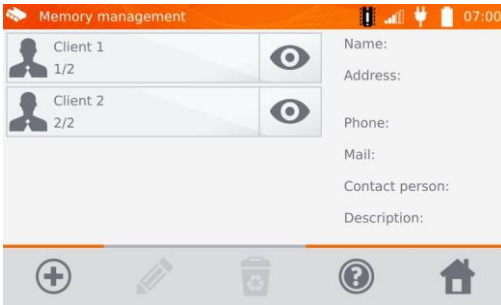 Memory management
07:00
Client 1
1/2
Client 2
2/2
Name:
Address:
Phone:
Mail:
Contact person:
Description: